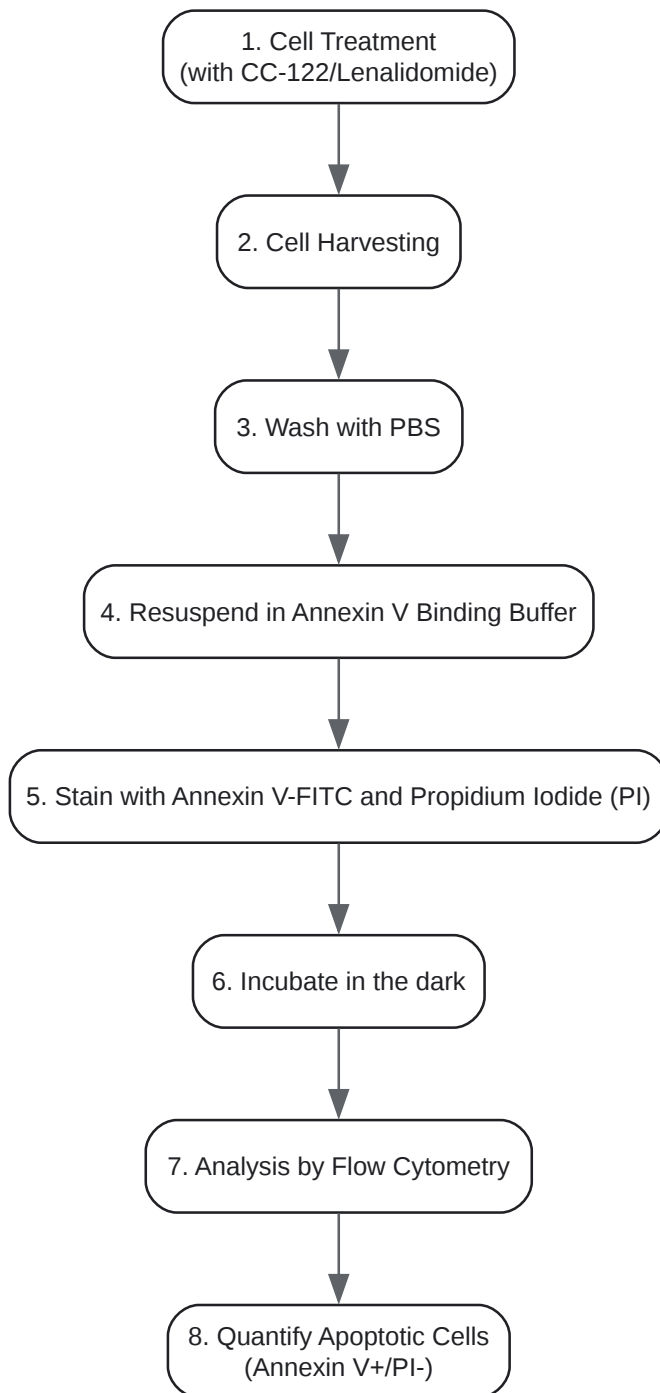 1. Cell Treatment
(with CC-122/Lenalidomide)
2. Cell Harvesting
3. Wash with PBS
4. Resuspend in Annexin V Binding Buffer
5. Stain with Annexin V-FITC and Propidium Iodide (PI)
6. Incubate in the dark
7. Analysis by Flow Cytometry
8. Quantify Apoptotic Cells
(Annexin V+/PI-)